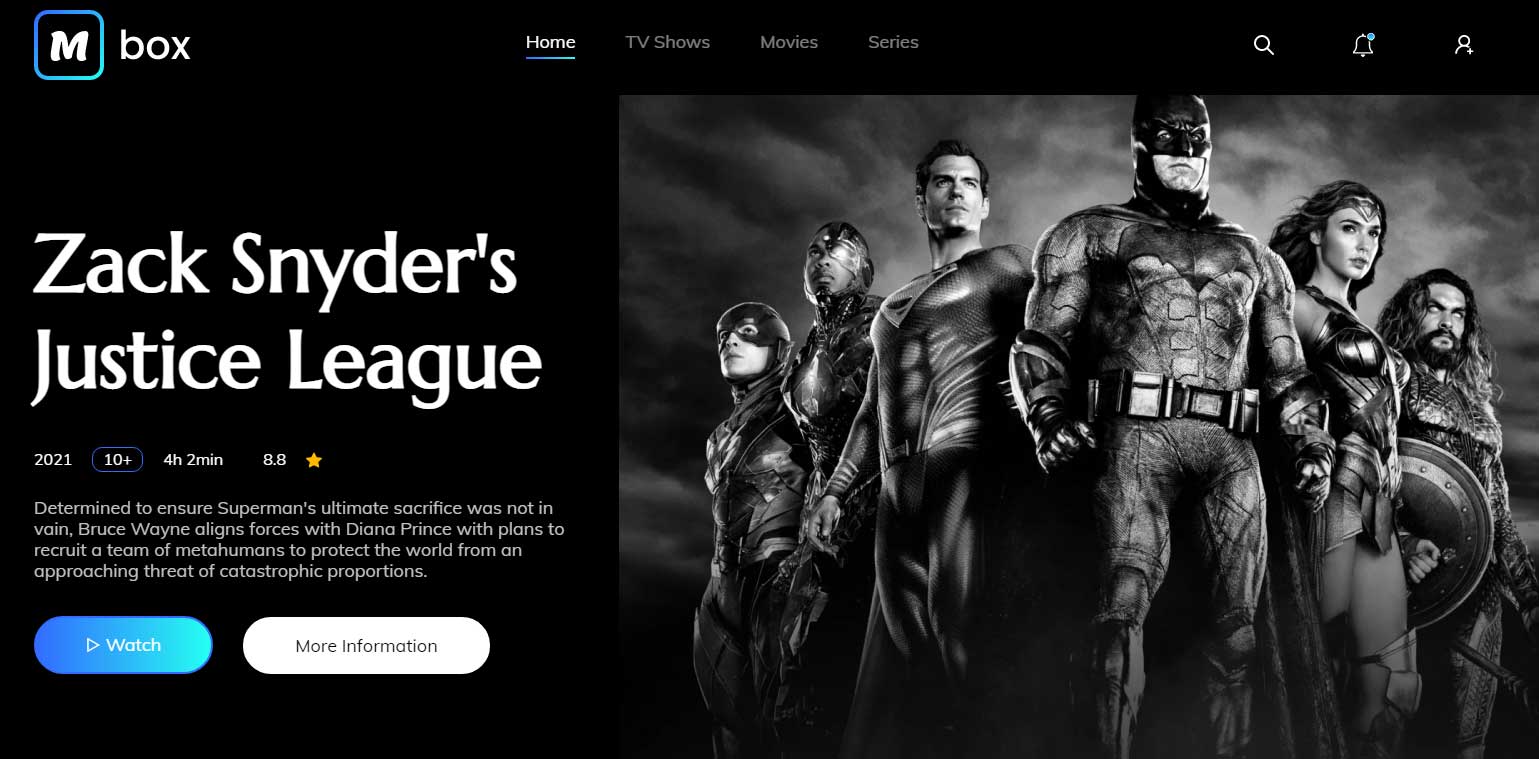 M box
Home TV Shows Movies Series
Zack Snyder's
Justice League
2021 10+ 4h 2min 8.8
Determined to ensure Superman's ultimate sacrifice was not in
vain, Bruce Wayne aligns forces with Diana Prince with plans to
recruit a team of metahumans to protect the world from an
approaching threat of catastrophic proportions.
Watch More Information